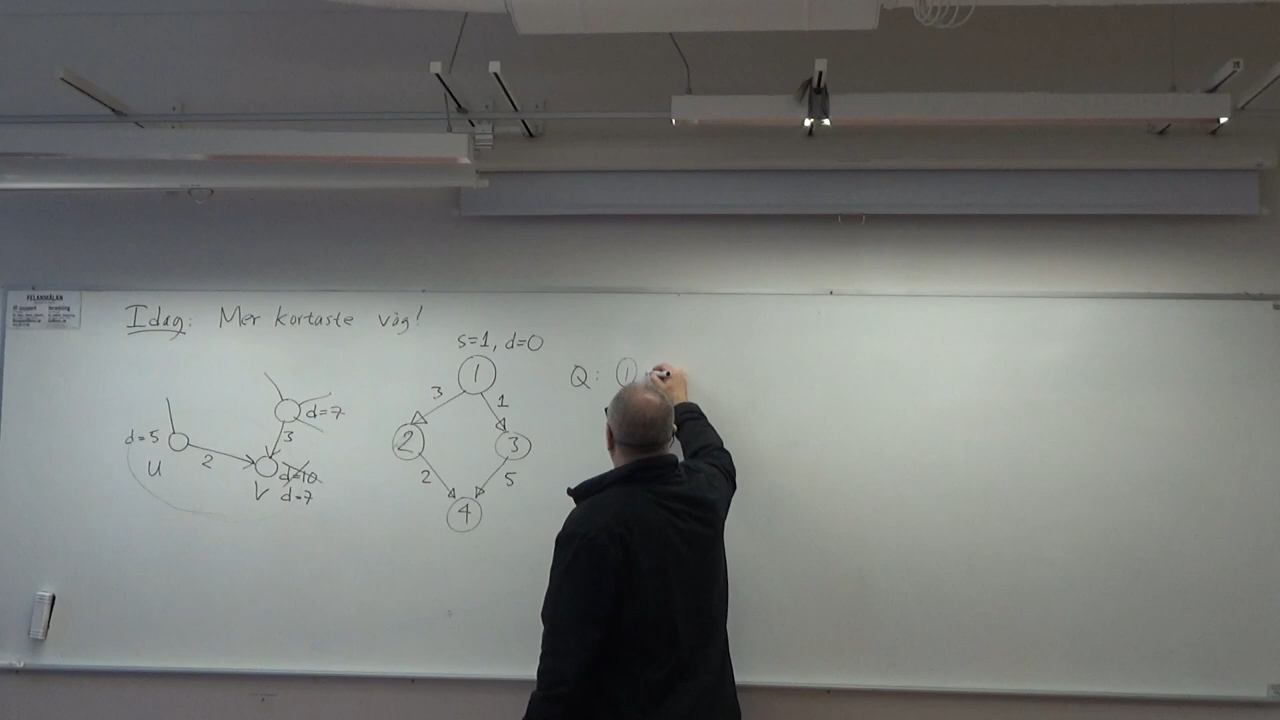 FELANMÄLAN
Idag: Mer kortaste väg!
s=1, d=0
1
Q: 1
3
1
d=7
d=5
2
3
3
u
2
d=10
v d=7
2
5
4